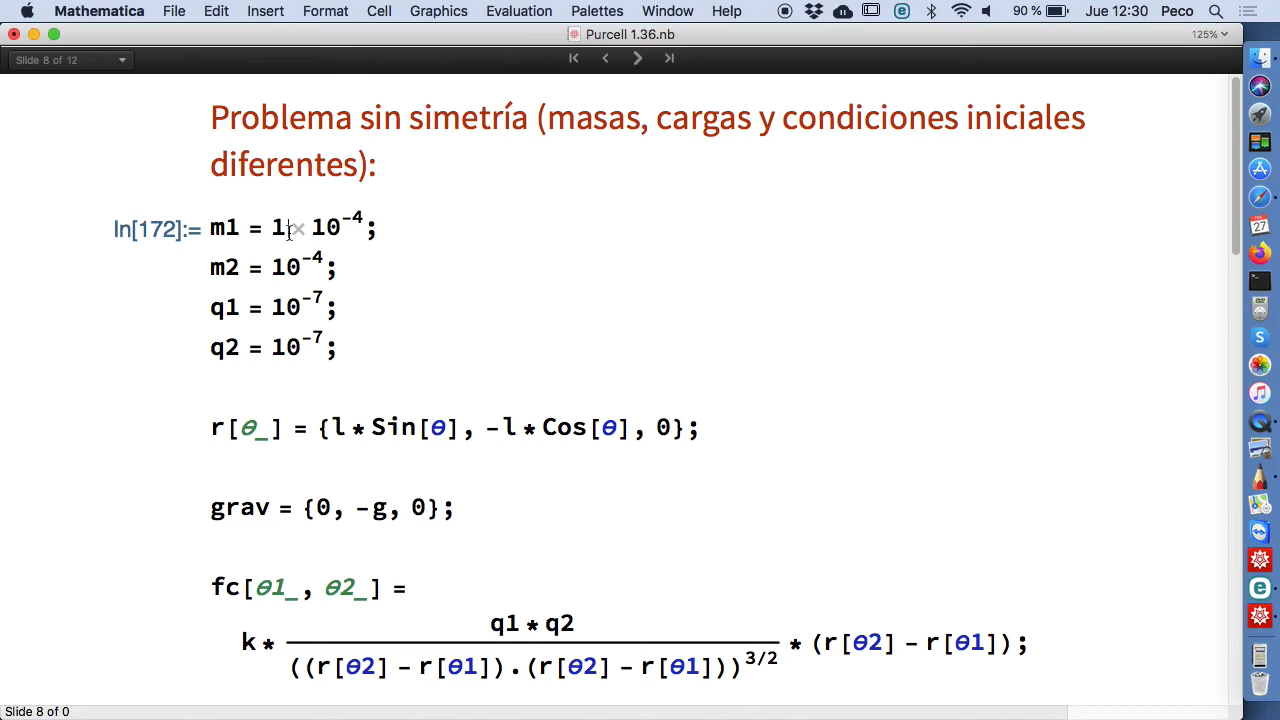 Mathematica File Edit Insert Format Cell Graphics Evaluation Palettes Window Help 90 % Jue 12:30 Peco
Purcell 1.36.nb 125%
Slide 8 of 12
Problema sin simetría (masas, cargas y condiciones iniciales
diferentes):
In[172]:= m1 = 1 × 10^-4;
m2 = 10^-4;
q1 = 10^-7;
q2 = 10^-7;
r[θ_] = {l * Sin[θ], -l * Cos[θ], 0};
grav = {0, -g, 0};
fc[θ1_, θ2_] =
q1 * q2
k * ———— * (r[θ2] - r[θ1]);
((r[θ2] - r[θ1]).(r[θ2] - r[θ1]))^3/2
Slide 8 of 0
JUL
27